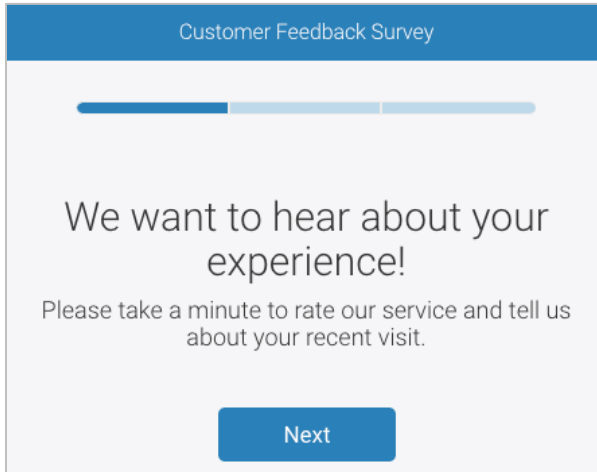 Customer Feedback Survey
We want to hear about your
experience!
Please take a minute to rate our service and tell us
about your recent visit.
Next